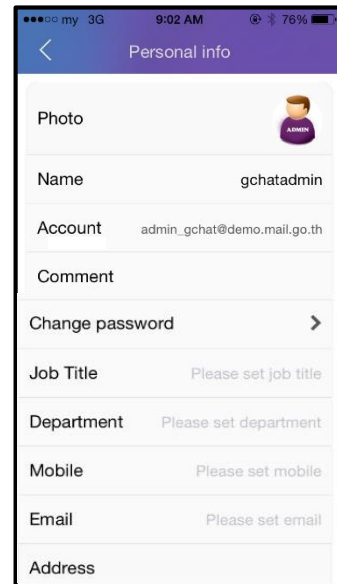 my 3G 9:02 AM 76%
Personal info
Photo
ADMIN
Name gchatadmin
Account admin_gchat@demo.mail.go.th
Comment
Change password
Job Title Please set job title
Department Please set department
Mobile Please set mobile
Email Please set email
Address